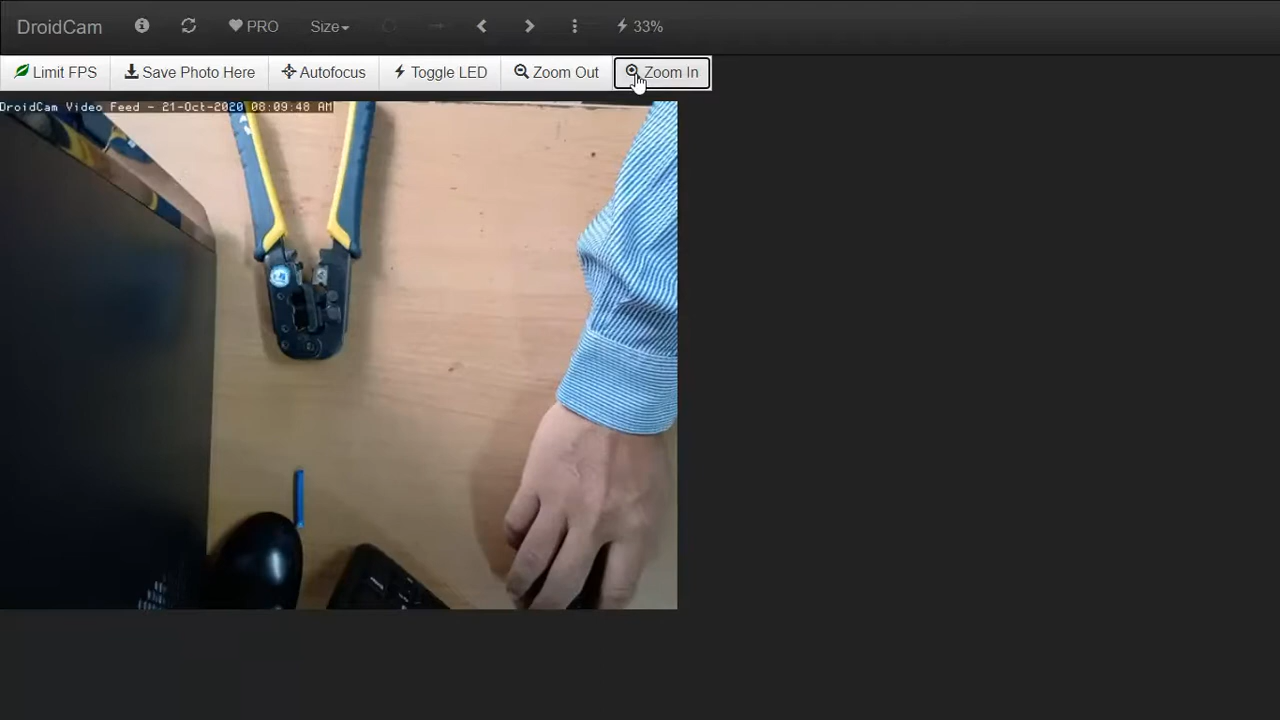 DroidCam PRO Size 33%
Limit FPS Save Photo Here Autofocus Toggle LED Zoom Out Zoom In
DroidCam Video Feed - 21-Oct-2020 08:09:48 AM